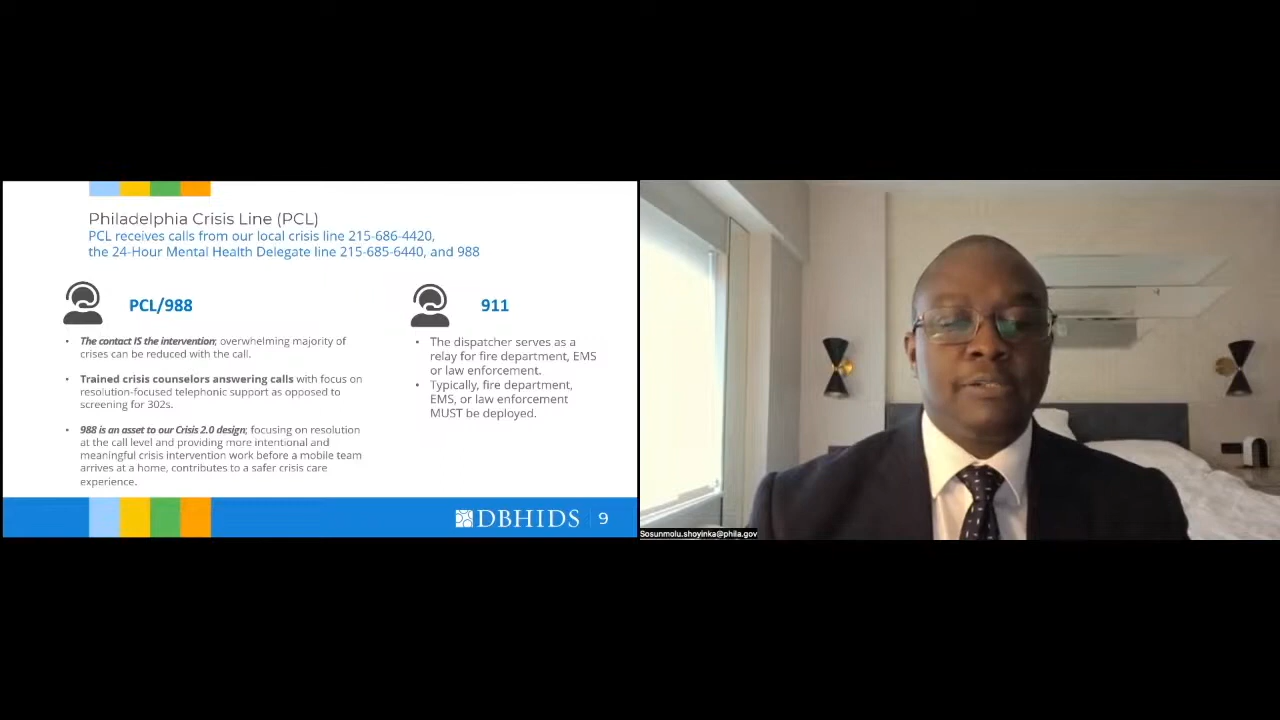 Philadelphia Crisis Line (PCL)
PCL receives calls from our local crisis line 215-686-4420,
the 24-Hour Mental Health Delegate line 215-685-6440, and 988
PCL/988
• The contact IS the intervention; overwhelming majority of
crises can be reduced with the call.
• Trained crisis counselors answering calls with focus on
resolution-focused telephonic support as opposed to
screening for 302s.
• 988 is an asset to our Crisis 2.0 design; focusing on resolution
at the call level and providing more intentional and
meaningful crisis intervention work before a mobile team
arrives at a home, contributes to a safer crisis care
experience.
911
• The dispatcher serves as a
relay for fire department, EMS
or law enforcement.
• Typically, fire department,
EMS, or law enforcement
MUST be deployed.
DBHIDS | 9
Sosunmolu.shoyinka@phila.gov